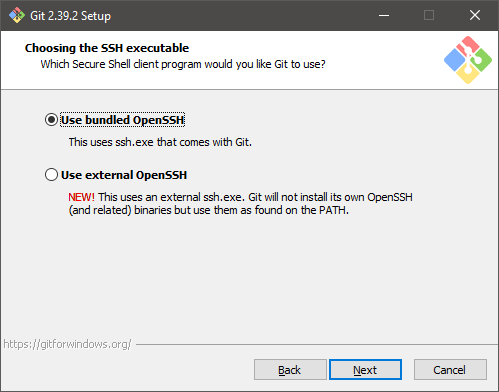 Git 2.39.2 Setup
Choosing the SSH executable
Which Secure Shell client program would you like Git to use?
Use bundled OpenSSH
This uses ssh.exe that comes with Git.
Use external OpenSSH
NEW! This uses an external ssh.exe. Git will not install its own OpenSSH
(and related) binaries but use them as found on the PATH.
https://gitforwindows.org/
Back Next Cancel